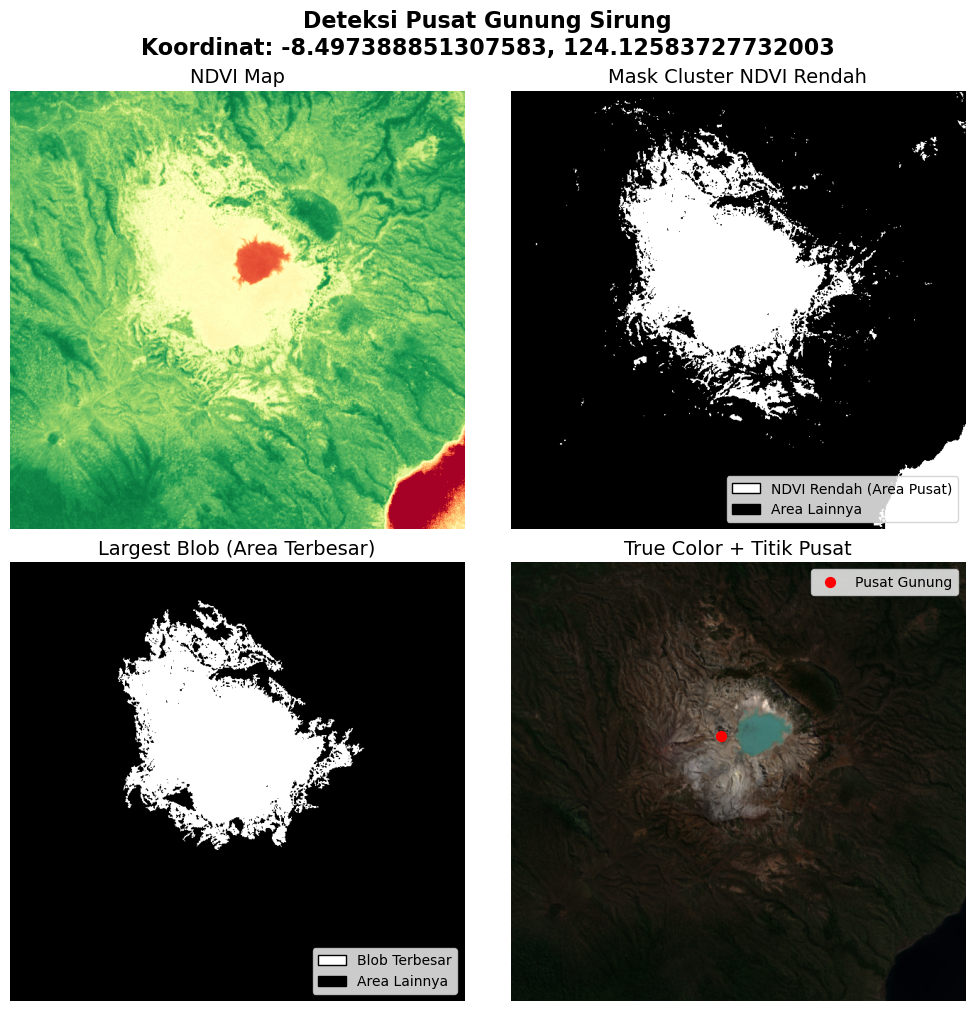 Deteksi Pusat Gunung Sirung
Koordinat: -8.497388851307583, 124.12583727732003
NDVI Map
Mask Cluster NDVI Rendah
NDVI Rendah (Area Pusat)
Area Lainnya
Largest Blob (Area Terbesar)
True Color + Titik Pusat
Pusat Gunung
Blob Terbesar
Area Lainnya